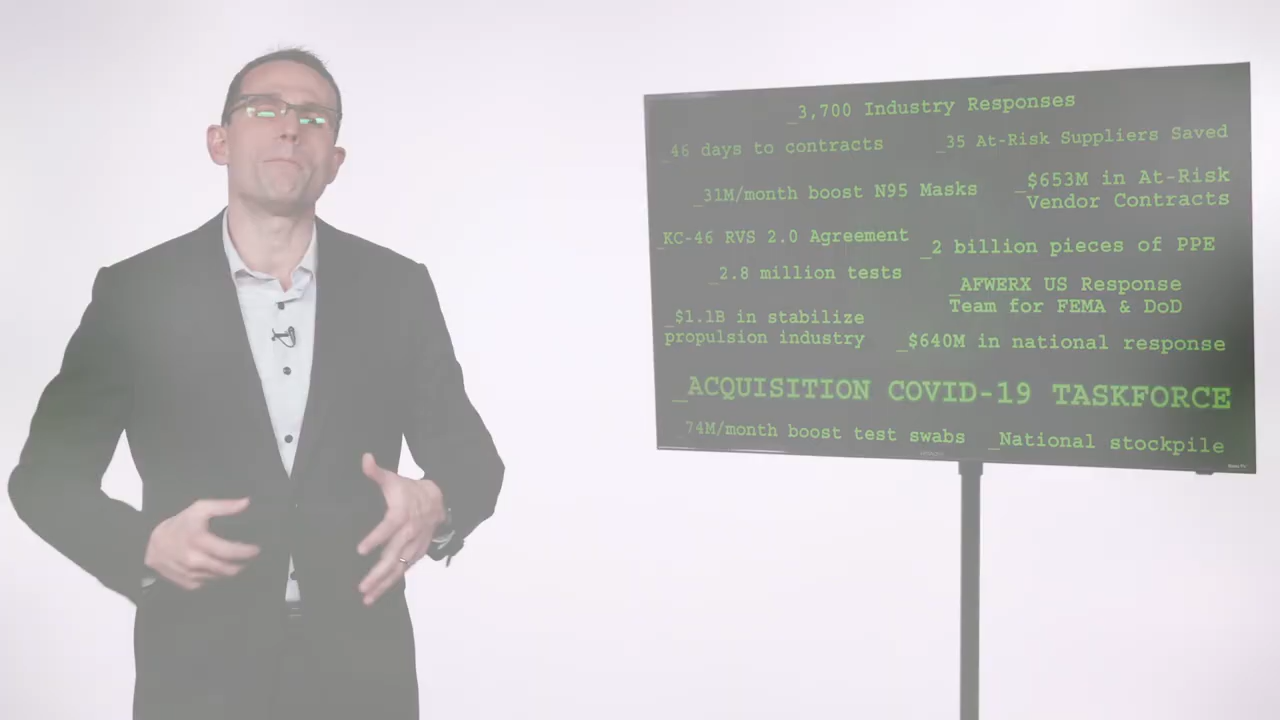 _3,700 Industry Responses
_46 days to contracts
_35 At-Risk Suppliers Saved
_31M/month boost N95 Masks
_$653M in At-Risk
Vendor Contracts
_KC-46 RVS 2.0 Agreement
_2 billion pieces of PPE
_2.8 million tests
_AFWERX US Response
Team for FEMA & DoD
_$1.1B in stabilize
propulsion industry
_$640M in national response
_ACQUISITION COVID-19 TASKFORCE
_74M/month boost test swabs
_National stockpile